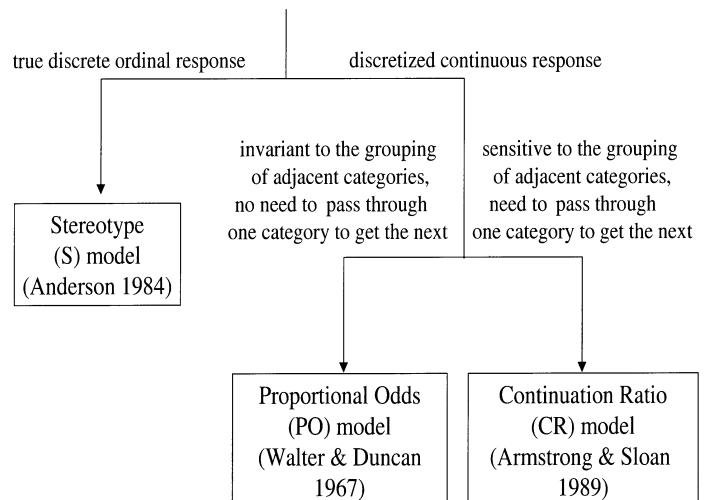 true discrete ordinal response
discretized continuous response
invariant to the grouping
of adjacent categories,
no need to pass through
one category to get the next
sensitive to the grouping
of adjacent categories,
need to pass through
one category to get the next
Stereotype
(S) model
(Anderson 1984)
Proportional Odds
(PO) model
(Walter & Duncan
1967)
Continuation Ratio
(CR) model
(Armstrong & Sloan
1989)